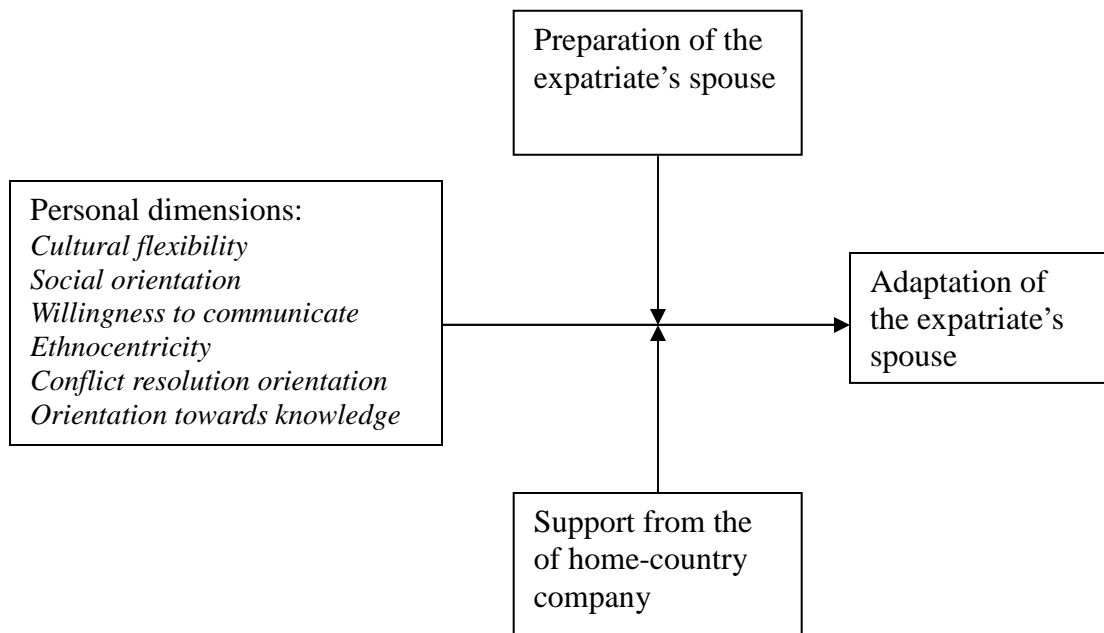 Preparation of the
expatriate’s spouse
Personal dimensions:
Cultural flexibility
Social orientation
Willingness to communicate
Ethnocentricity
Conflict resolution orientation
Orientation towards knowledge
Adaptation of
the expatriate’s
spouse
Support from the
of home-country
company